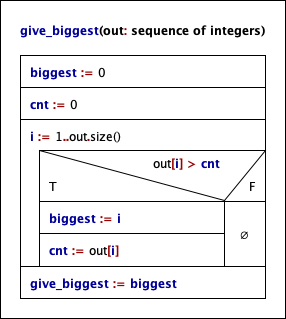 give_biggest(out: sequence of integers)
biggest := 0
cnt := 0
i := 1..out.size()
out[i] > cnt
T F
biggest := i
∅
cnt := out[i]
give_biggest := biggest